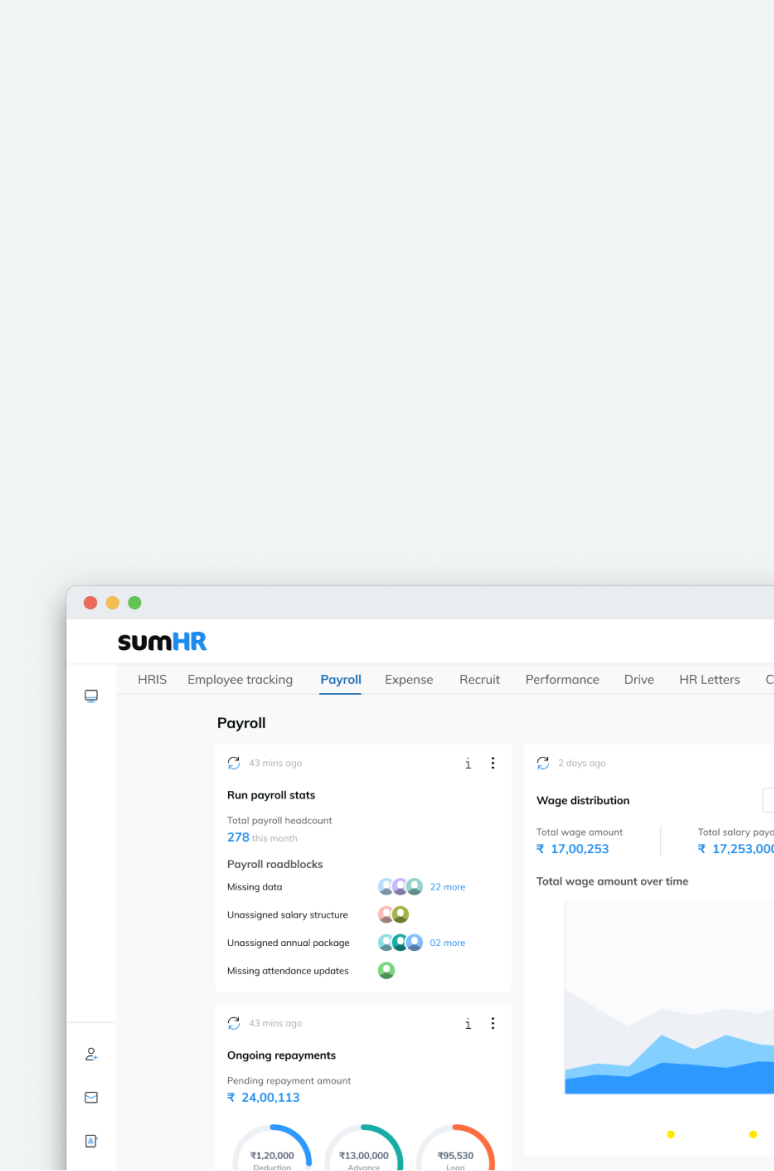 sumHR
HRIS Employee tracking Payroll Expense Recruit Performance Drive HR Letters
Payroll
43 mins ago
Run payroll stats
Total payroll headcount
278 this month
Payroll roadblocks
Missing data 22 more
Unassigned salary structure
Unassigned annual package 02 more
Missing attendance updates
43 mins ago
Ongoing repayments
Pending repayment amount
₹ 24,00,113
₹1,20,000 ₹13,00,000 ₹95,530
Deduction Advance Loan
2 days ago
Wage distribution
Total wage amount Total salary
₹ 17,00,253 ₹ 17,253,000
Total wage amount over time